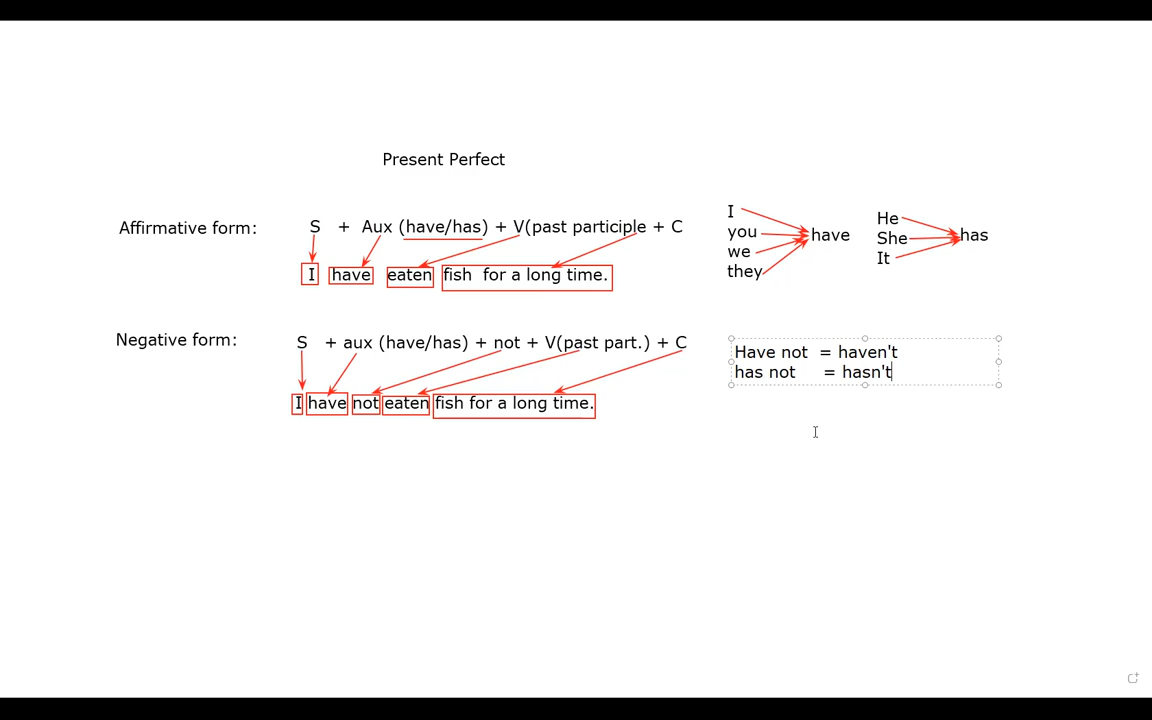 Present Perfect
Affirmative form: S + Aux (have/has) + V(past participle + C
I have eaten fish for a long time.
I
you
we
they
have
He
She
It
has
Negative form: S + aux (have/has) + not + V(past part.) + C
I have not eaten fish for a long time.
Have not = haven't
has not = hasn't